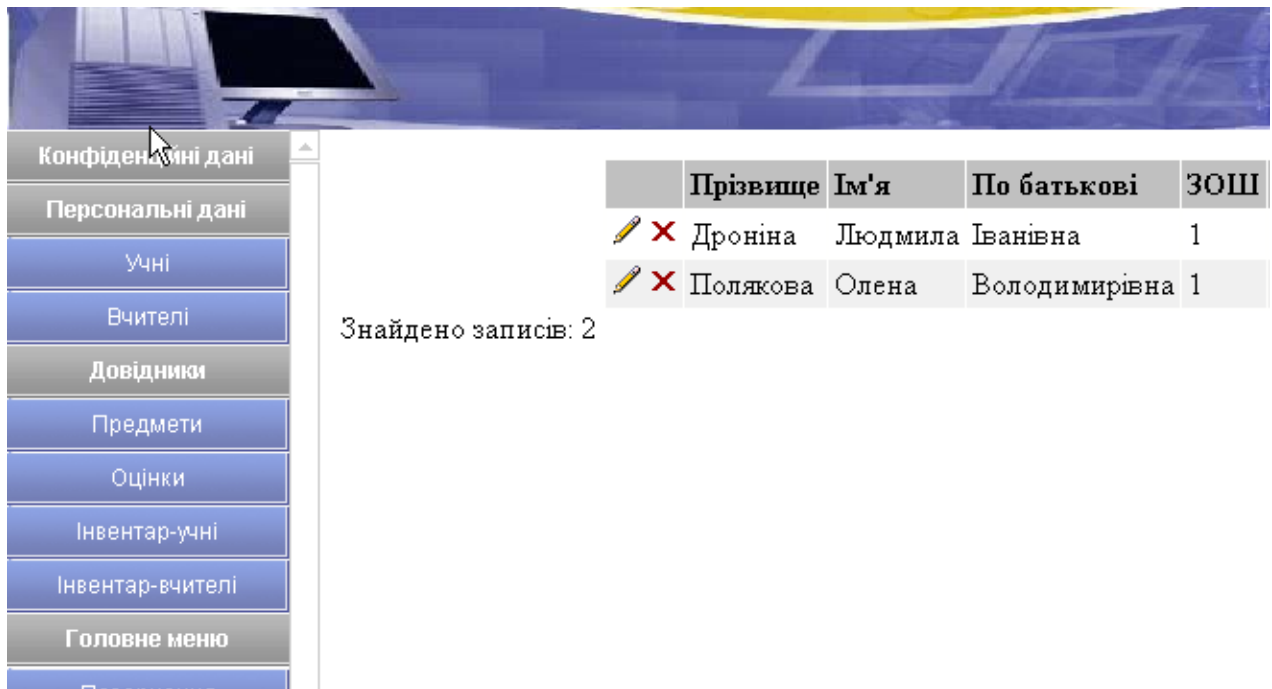 Конфіденційні дані
Персональні дані
Учні
Вчителі
Довідники
Предмети
Оцінки
Інвентар-учні
Інвентар-вчителі
Головне меню
Прізвище Ім'я По батькові ЗОШ
Дроніна Людмила Іванівна 1
Полякова Олена Володимирівна 1
Знайдено записів: 2